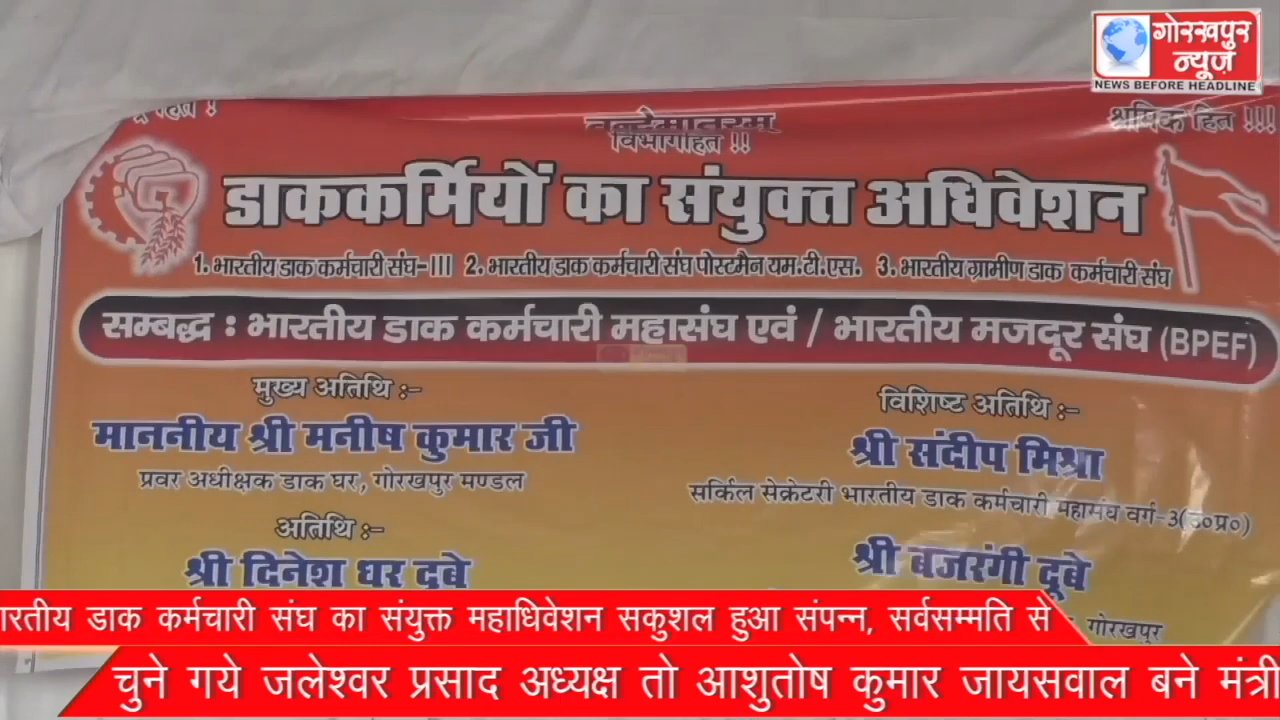 गोरखपुर
न्यूज़
NEWS BEFORE HEADLINE
श्रमिक हित !!!
वन्देमातरम्
विभागहित !!
डाककर्मियों का संयुक्त अधिवेशन
1. भारतीय डाक कर्मचारी संघ-III 2. भारतीय डाक कर्मचारी संघ पोस्टमैन यम.टी.एस. 3. भारतीय ग्रामीण डाक कर्मचारी संघ
सम्बद्ध : भारतीय डाक कर्मचारी महासंघ एवं / भारतीय मजदूर संघ (BPEF)
मुख्य अतिथि :-
माननीय श्री मनीष कुमार जी
प्रवर अधीक्षक डाक घर, गोरखपुर मण्डल
विशिष्ट अतिथि :-
श्री संदीप मिश्रा
सर्किल सेक्रेटरी भारतीय डाक कर्मचारी महासंघ वर्ग-3(उ०प्र०)
अतिथि :-
श्री दिनेश धर दूबे
श्री बजरंगी दूबे
गोरखपुर
भारतीय डाक कर्मचारी संघ का संयुक्त महाधिवेशन सकुशल हुआ संपन्न, सर्वसम्मति से
चुने गये जलेश्वर प्रसाद अध्यक्ष तो आशुतोष कुमार जायसवाल बने मंत्री